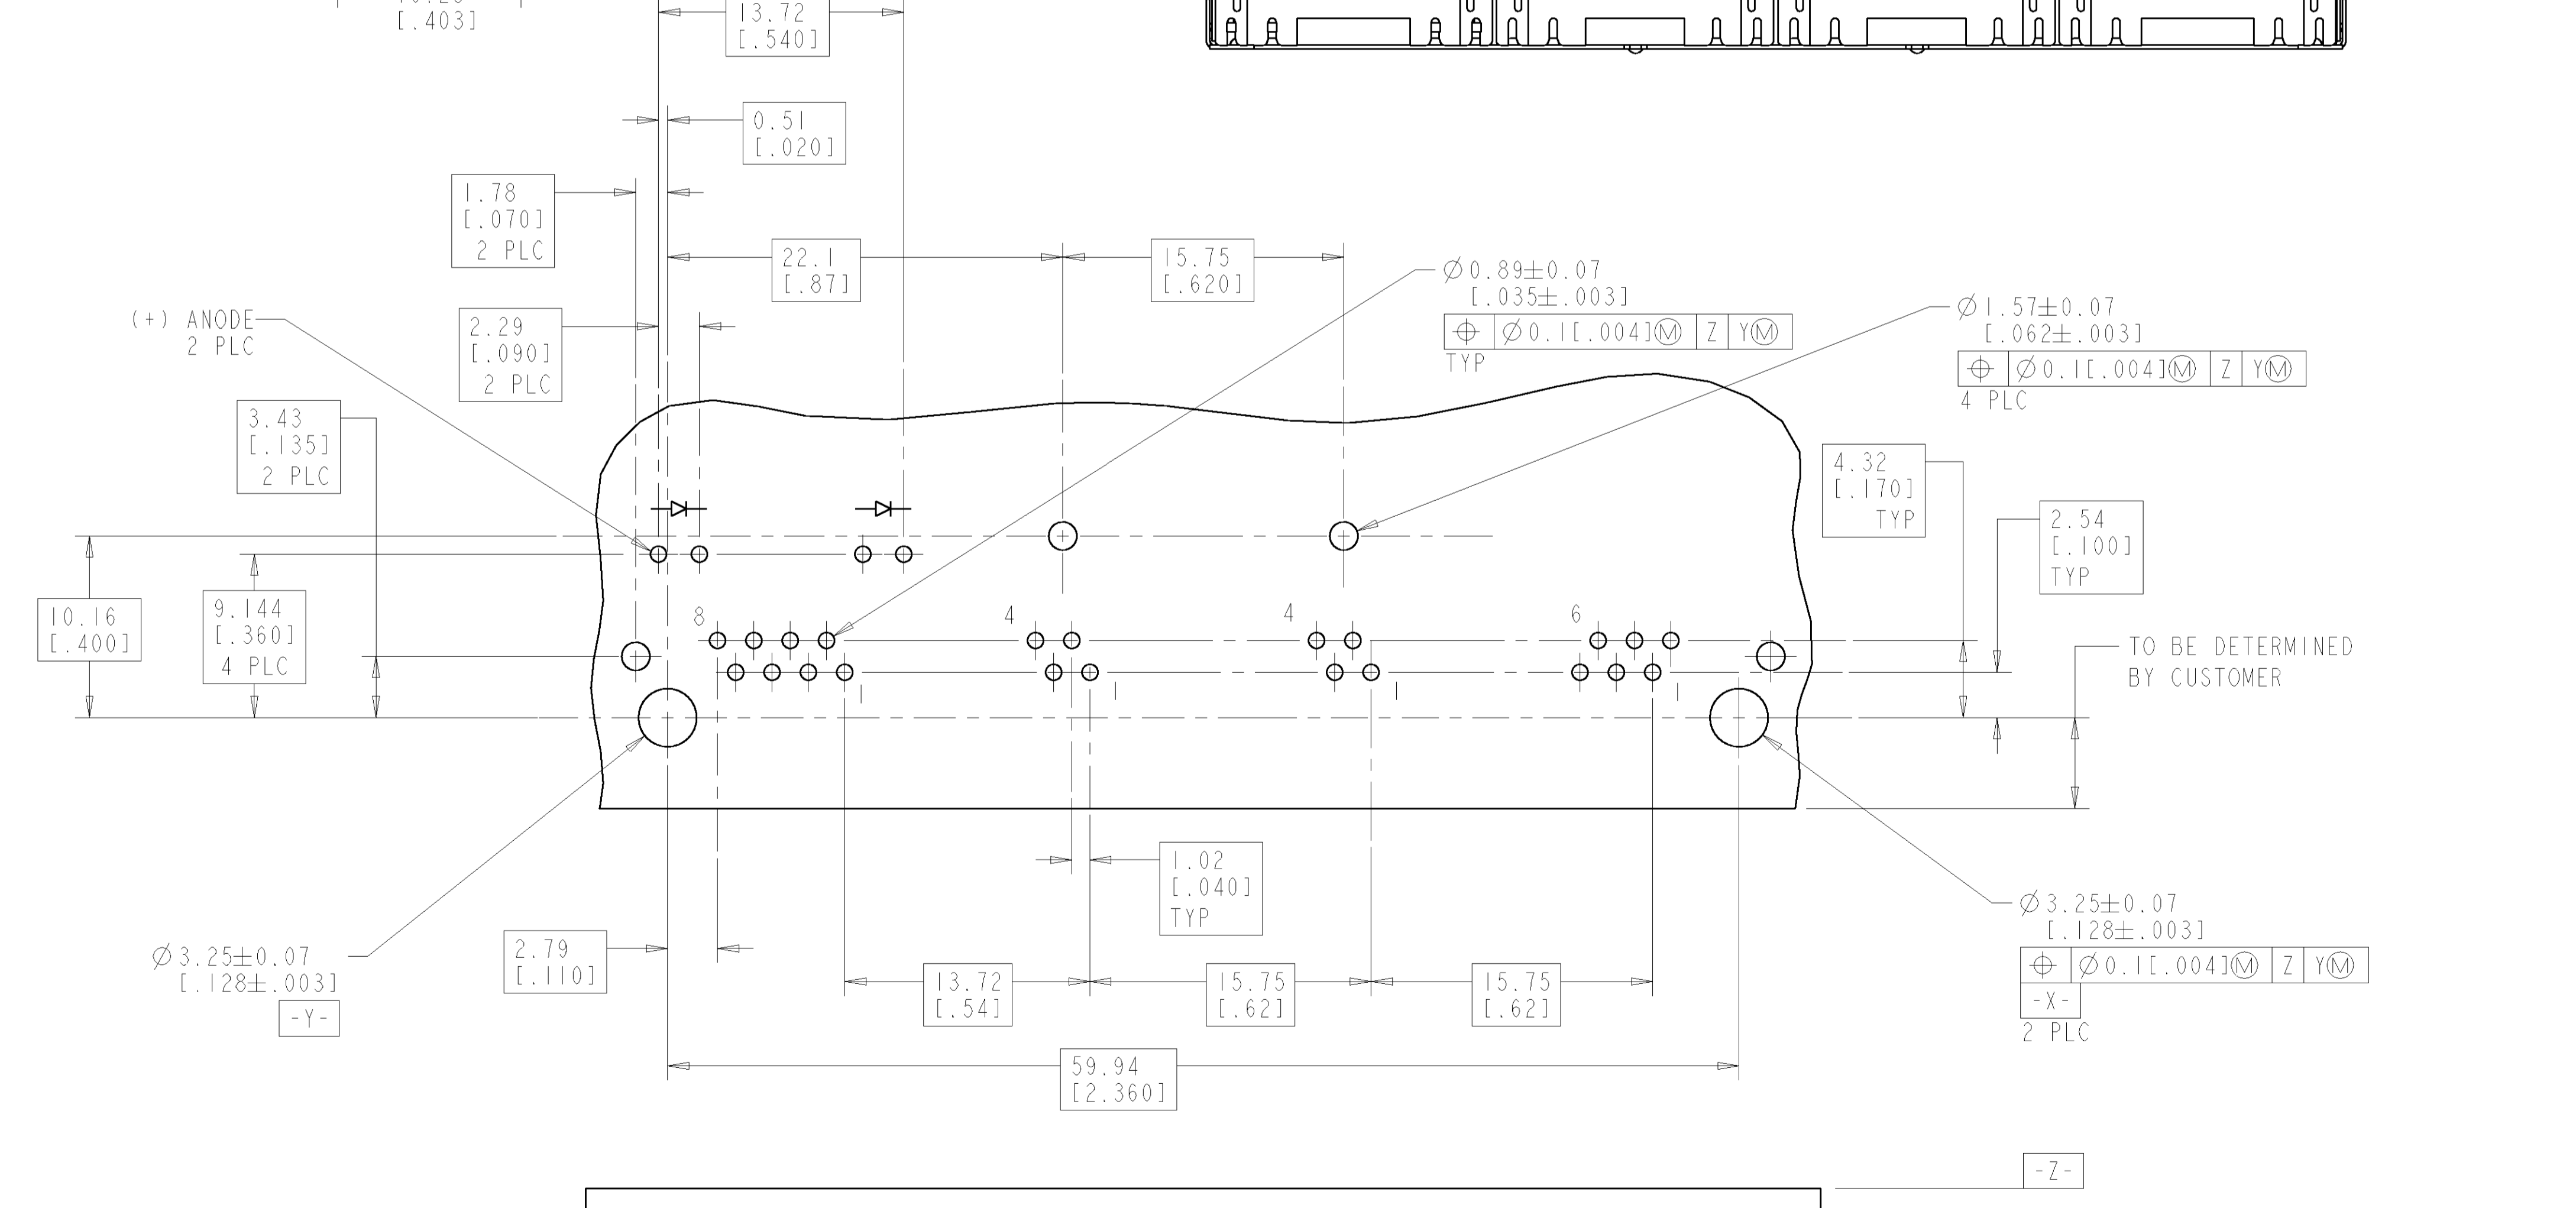 [.403]
13.72
[.540]
0.51
[.020]
1.78
[.070]
2 PLC
22.1
[.87]
15.75
[.620]
Ø0.89±0.07
[.035±.003]
⌖ Ø0.1[.004]Ⓜ Z YⓂ
TYP
Ø1.57±0.07
[.062±.003]
⌖ Ø0.1[.004]Ⓜ Z YⓂ
4 PLC
(+) ANODE
2 PLC
2.29
[.090]
2 PLC
3.43
[.135]
2 PLC
4.32
[.170]
TYP
2.54
[.100]
TYP
10.16
[.400]
9.144
[.360]
4 PLC
8
4
4
6
TO BE DETERMINED
BY CUSTOMER
1
1
1
1
1.02
[.040]
TYP
2.79
[.110]
Ø3.25±0.07
[.128±.003]
-Y-
13.72
[.54]
15.75
[.62]
15.75
[.62]
Ø3.25±0.07
[.128±.003]
⌖ Ø0.1[.004]Ⓜ Z YⓂ
-X-
2 PLC
59.94
[2.360]
-Z-